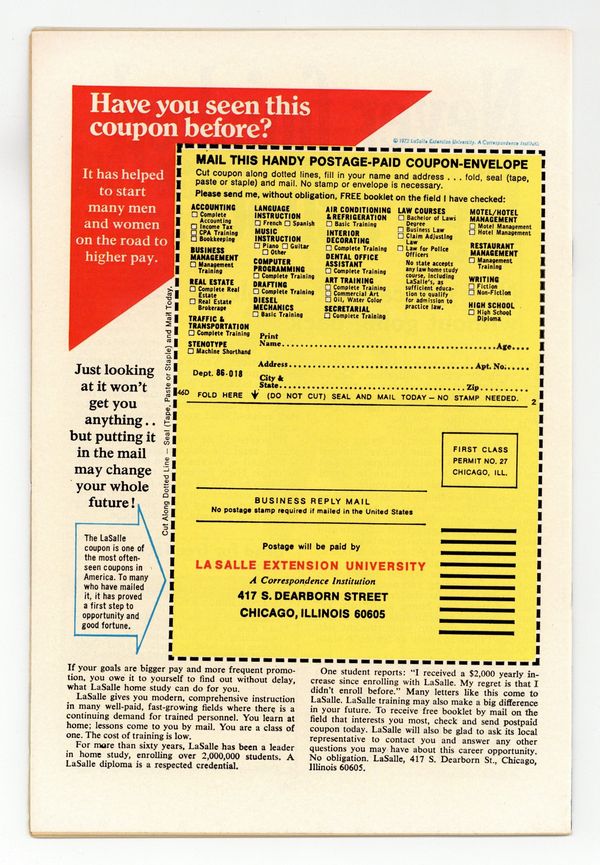 Have you seen this
coupon before?
© 1973 LaSalle Extension University, A Correspondence Institution
It has helped
to start
many men
and women
on the road to
higher pay.
MAIL THIS HANDY POSTAGE-PAID COUPON-ENVELOPE
Cut coupon along dotted lines, fill in your name and address . . . fold, seal (tape,
paste or staple) and mail. No stamp or envelope is necessary.
Please send me, without obligation, FREE booklet on the field I have checked:
ACCOUNTING
Complete
Accounting
Income Tax
CPA Training
Bookkeeping
BUSINESS
MANAGEMENT
Management
Training
REAL ESTATE
Complete Real
Estate
Real Estate
Brokerage
TRAFFIC &
TRANSPORTATION
Complete Training
STENOTYPE
Machine Shorthand
LANGUAGE
INSTRUCTION
French Spanish
MUSIC
INSTRUCTION
Piano Guitar
Other
COMPUTER
PROGRAMMING
Complete Training
DRAFTING
Complete Training
DIESEL
MECHANICS
Basic Training
AIR CONDITIONING
& REFRIGERATION
Basic Training
INTERIOR
DECORATING
Complete Training
DENTAL OFFICE
ASSISTANT
Complete Training
ART TRAINING
Complete Training
Commercial Art
Oil, Water Color
SECRETARIAL
Complete Training
LAW COURSES
Bachelor of Laws
Degree
Business Law
Claim Adjusting
Law
Law for Police
Officers
No state accepts
any law home study
course, including
LaSalle's, as
sufficient educa-
tion to qualify
for admission to
practice law.
MOTEL/HOTEL
MANAGEMENT
Motel Management
Hotel Management
RESTAURANT
MANAGEMENT
Management
Training
WRITING
Fiction
Non-Fiction
HIGH SCHOOL
High School
Diploma
Print
Name Age
Address Apt. No.
Dept. 86-018
City &
State Zip
46D FOLD HERE (DO NOT CUT) SEAL AND MAIL TODAY — NO STAMP NEEDED. 2
Cut Along Dotted Line — Seal (Tape, Paste or Staple) and Mail Today.
Just looking
at it won't
get you
anything . .
but putting it
in the mail
may change
your whole
future!
The LaSalle
coupon is one of
the most often-
seen coupons in
America. To many
who have mailed
it, it has proved
a first step to
opportunity and
good fortune.
FIRST CLASS
PERMIT NO. 27
CHICAGO, ILL.
BUSINESS REPLY MAIL
No postage stamp required if mailed in the United States
Postage will be paid by
LA SALLE EXTENSION UNIVERSITY
A Correspondence Institution
417 S. DEARBORN STREET
CHICAGO, ILLINOIS 60605
If your goals are bigger pay and more frequent promo-
tion, you owe it to yourself to find out without delay,
what LaSalle home study can do for you.
LaSalle gives you modern, comprehensive instruction
in many well-paid, fast-growing fields where there is a
continuing demand for trained personnel. You learn at
home; lessons come to you by mail. You are a class of
one. The cost of training is low.
For more than sixty years, LaSalle has been a leader
in home study, enrolling over 2,000,000 students. A
LaSalle diploma is a respected credential.
One student reports: "I received a $2,000 yearly in-
crease since enrolling with LaSalle. My regret is that I
didn't enroll before." Many letters like this come to
LaSalle. LaSalle training may also make a big difference
in your future. To receive free booklet by mail on the
field that interests you most, check and send postpaid
coupon today. LaSalle will also be glad to ask its local
representative to contact you and answer any other
questions you may have about this career opportunity.
No obligation. LaSalle, 417 S. Dearborn St., Chicago,
Illinois 60605.